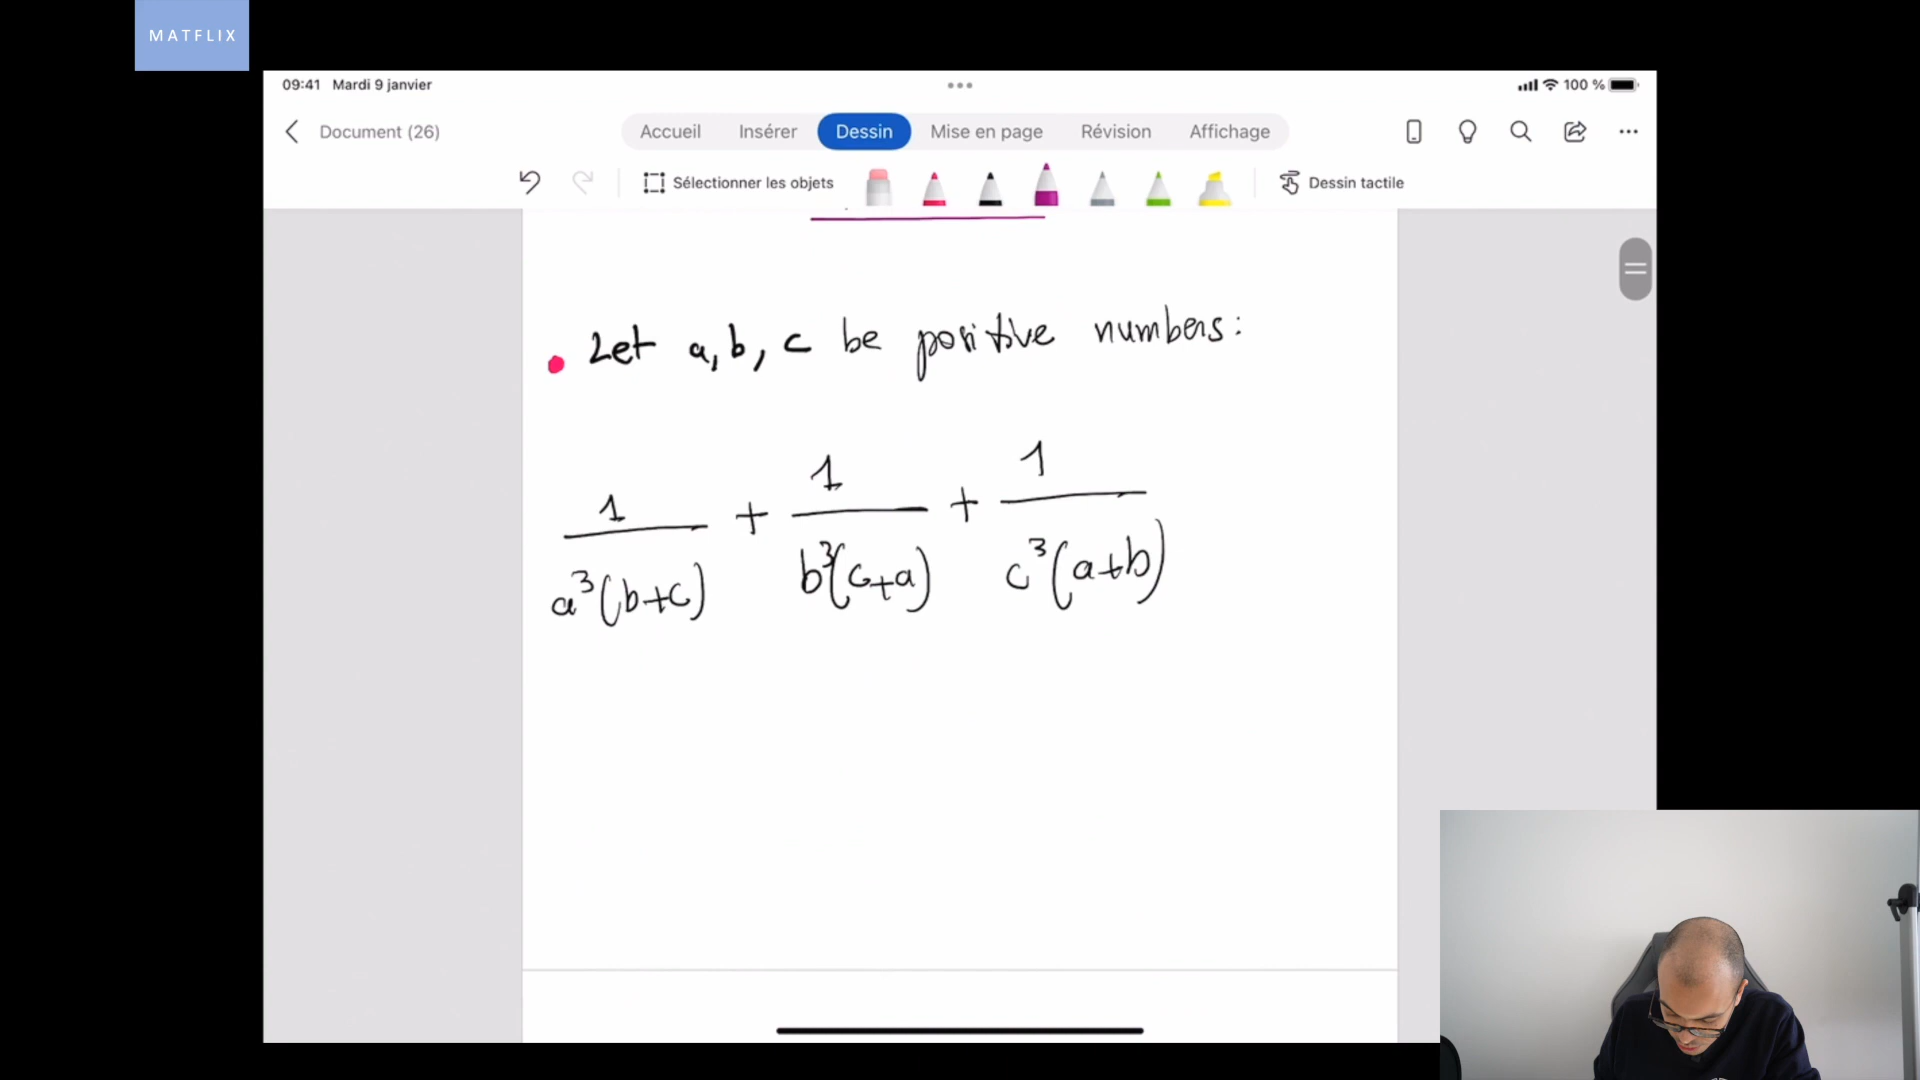 MATFLIX
09:41 Mardi 9 janvier
100 %
Document (26)
Accueil Insérer Dessin Mise en page Révision Affichage
Sélectionner les objets
Dessin tactile
Let a, b, c be positive numbers:
1/(a³(b+c)) + 1/(b³(c+a)) + 1/(c³(a+b))